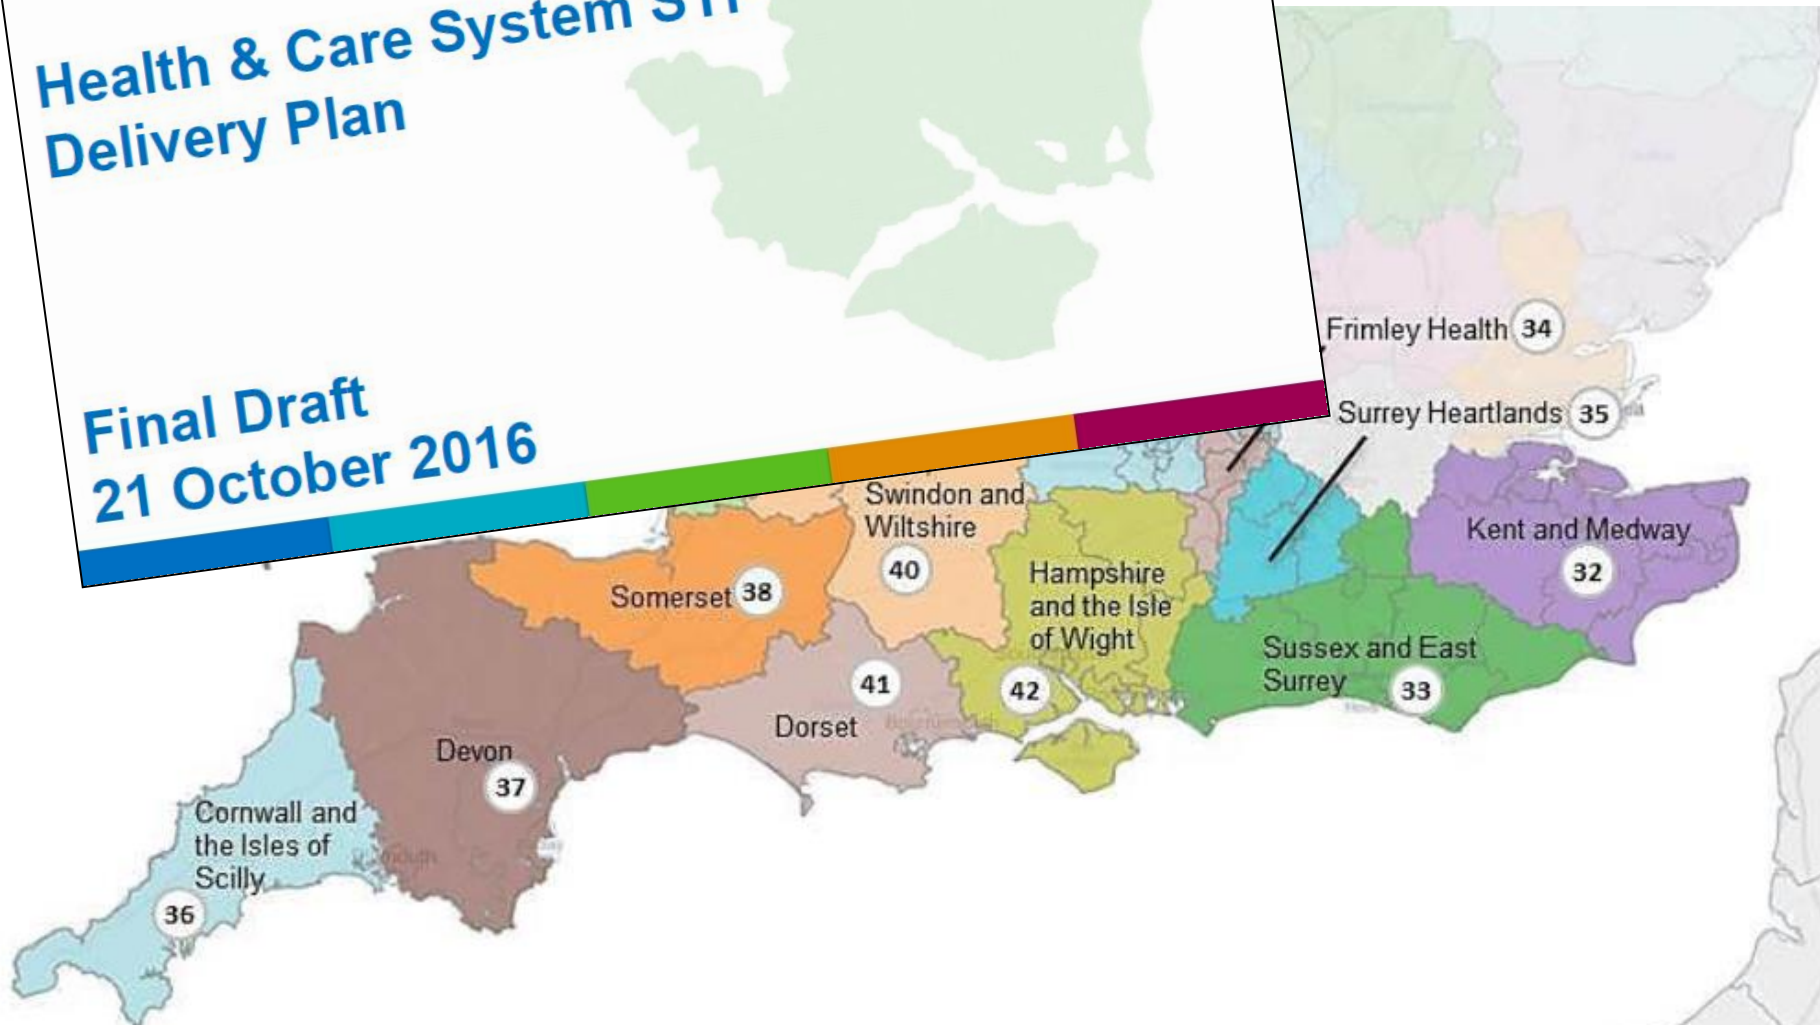 Health & Care System STP
Delivery Plan
Final Draft
21 October 2016
Frimley Health 34
Surrey Heartlands 35
Swindon and
Wiltshire
40
Kent and Medway
32
Somerset 38
Hampshire
and the Isle
of Wight
42
Sussex and East
Surrey
33
41
Dorset
Devon
37
Cornwall and
the Isles of
Scilly
36